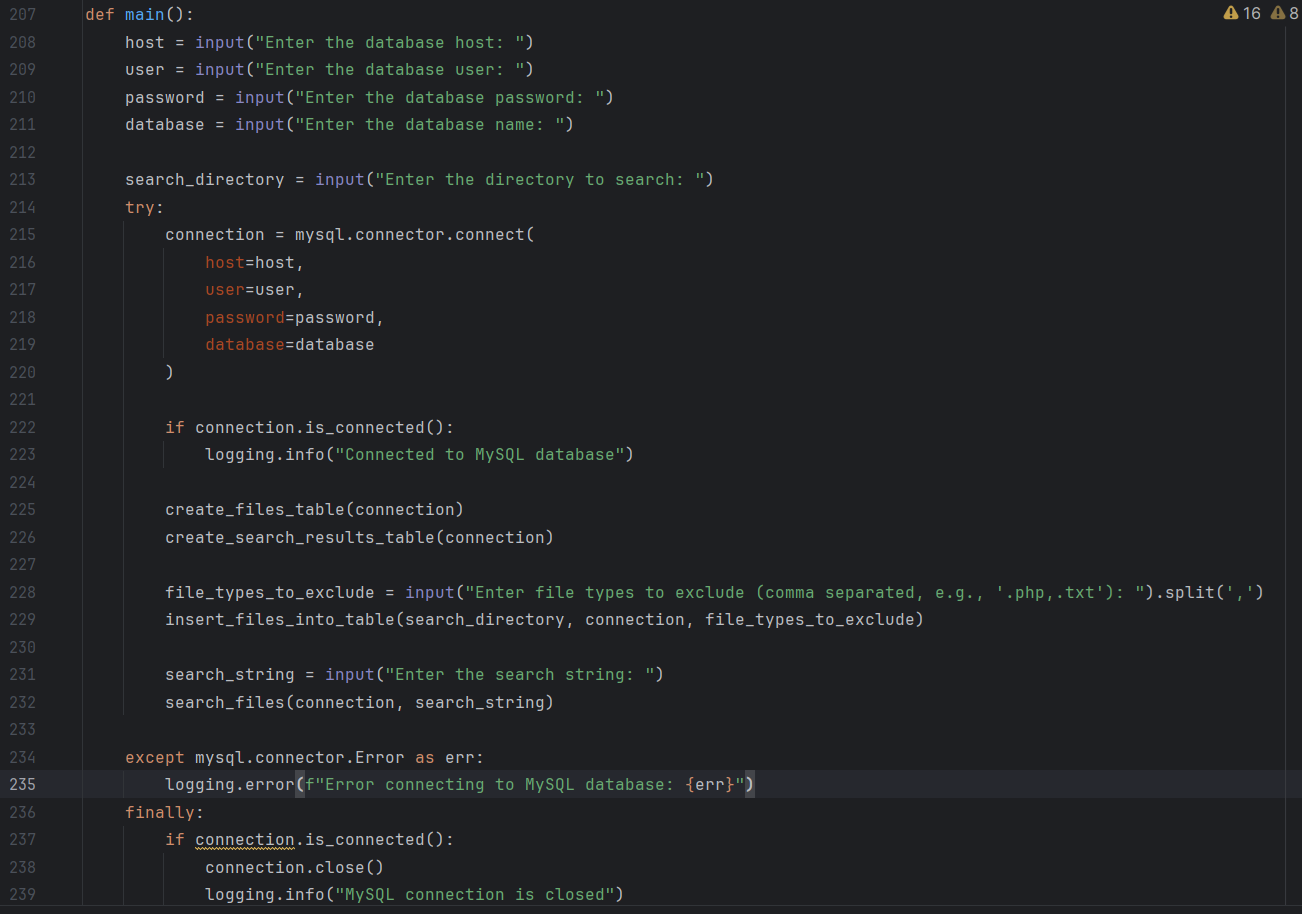 207 def main():
208     host = input("Enter the database host: ")
209     user = input("Enter the database user: ")
210     password = input("Enter the database password: ")
211     database = input("Enter the database name: ")
212
213     search_directory = input("Enter the directory to search: ")
214     try:
215         connection = mysql.connector.connect(
216             host=host,
217             user=user,
218             password=password,
219             database=database
220         )
221
222         if connection.is_connected():
223             logging.info("Connected to MySQL database")
224
225         create_files_table(connection)
226         create_search_results_table(connection)
227
228         file_types_to_exclude = input("Enter file types to exclude (comma separated, e.g., '.php,.txt'): ").split(',')
229         insert_files_into_table(search_directory, connection, file_types_to_exclude)
230
231         search_string = input("Enter the search string: ")
232         search_files(connection, search_string)
233
234     except mysql.connector.Error as err:
235         logging.error(f"Error connecting to MySQL database: {err}")
236     finally:
237         if connection.is_connected():
238             connection.close()
239             logging.info("MySQL connection is closed")
16 8